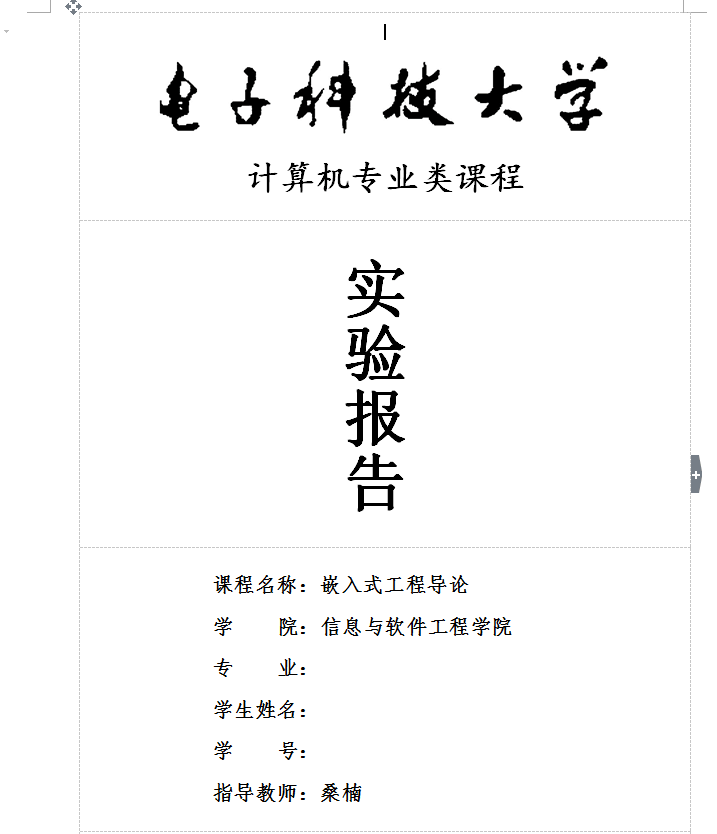 电子科技大学
计算机专业类课程
实
验
报
告
课程名称：嵌入式工程导论
学　　院：信息与软件工程学院
专　　业：
学生姓名：
学　　号：
指导教师：桑楠